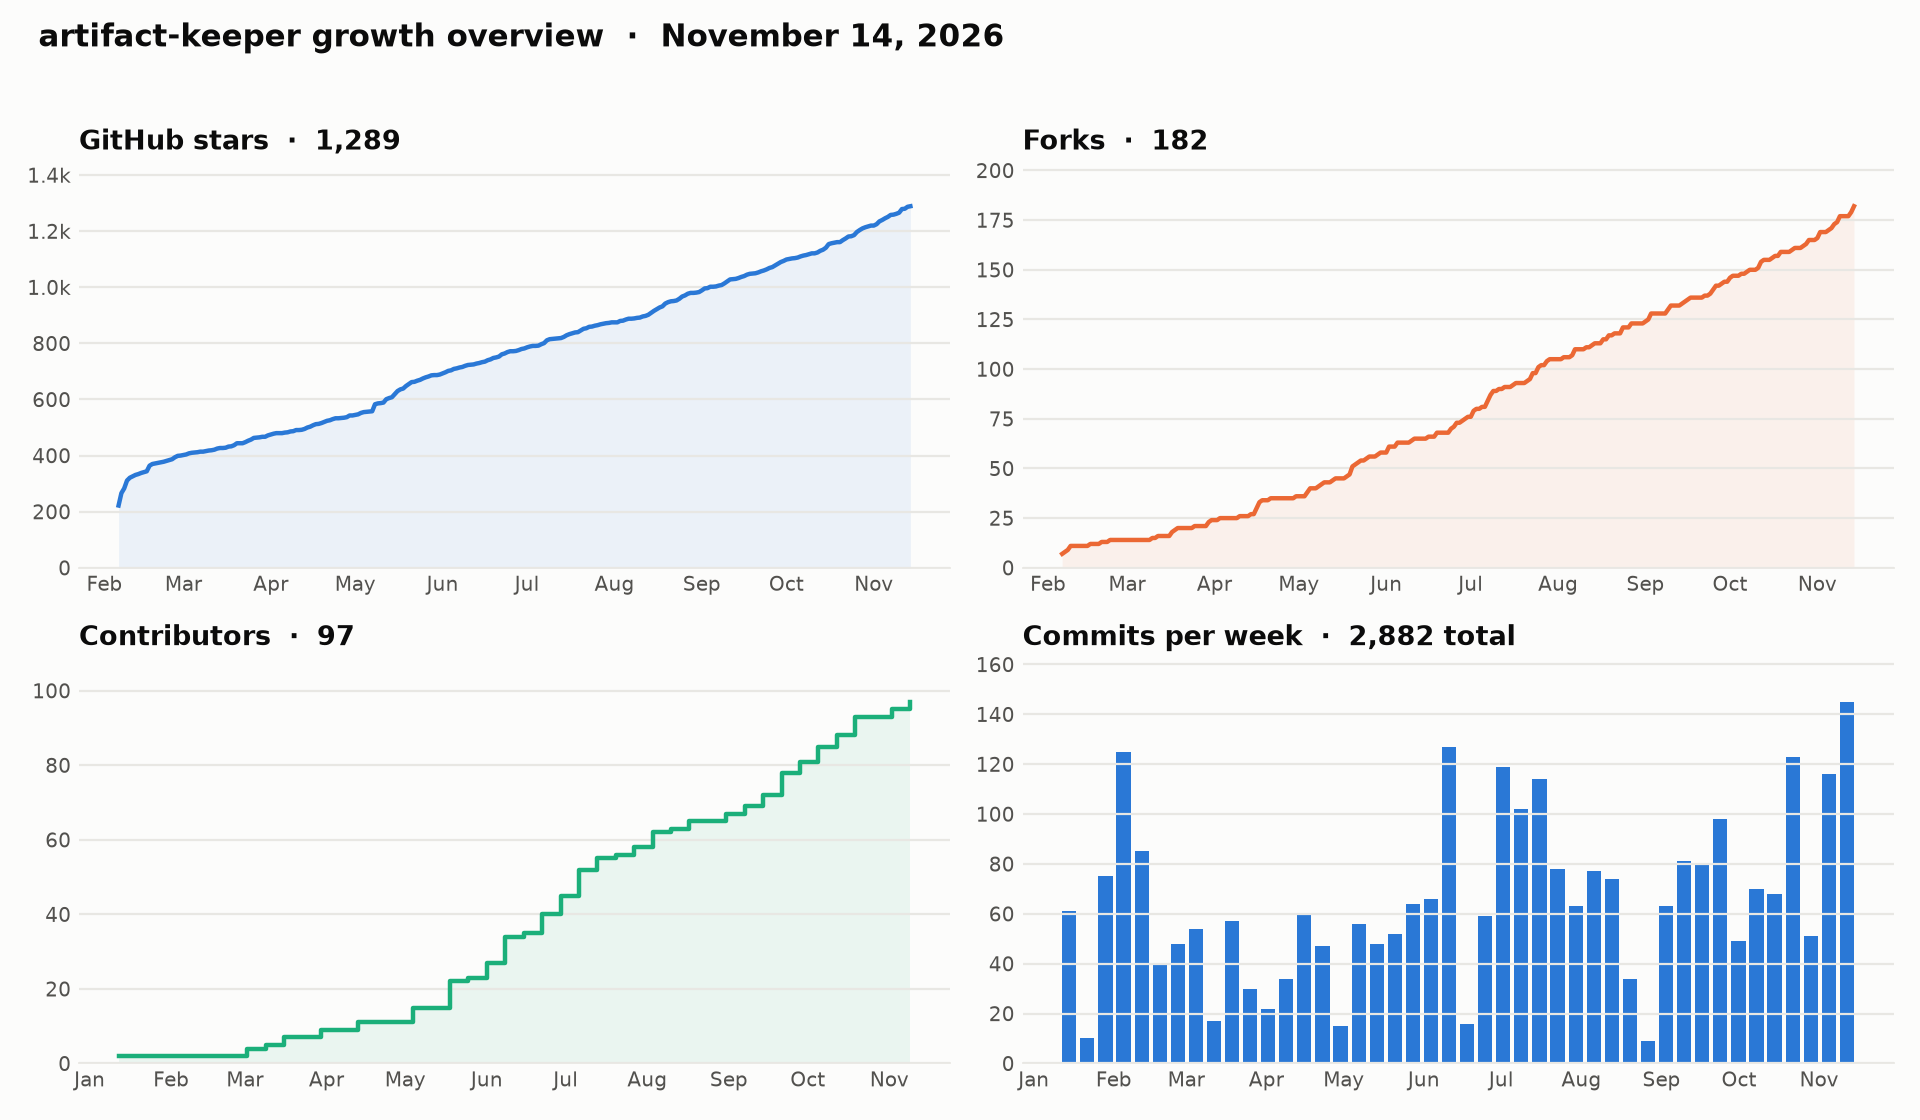 artifact-keeper growth overview · November 14, 2026
GitHub stars · 1,289
1.4k
1.2k
1.0k
800
600
400
200
0
Feb Mar Apr May Jun Jul Aug Sep Oct Nov
Forks · 182
200
175
150
125
100
75
50
25
0
Feb Mar Apr May Jun Jul Aug Sep Oct Nov
Contributors · 97
100
80
60
40
20
0
Jan Feb Mar Apr May Jun Jul Aug Sep Oct Nov
Commits per week · 2,882 total
160
140
120
100
80
60
40
20
0
Jan Feb Mar Apr May Jun Jul Aug Sep Oct Nov